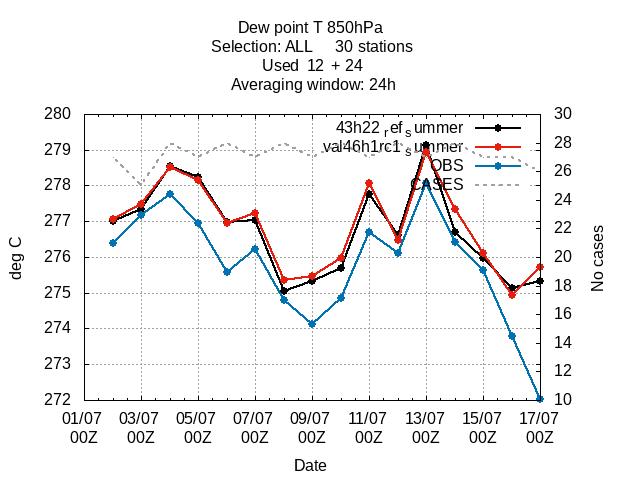 Dew point T 850hPa
Selection: ALL 30 stations
Used 12 + 24
Averaging window: 24h
43h22 ref summer
val46h1rc1 summer
OBS
CASES
deg C
280
279
278
277
276
275
274
273
272
30
28
26
24
22
20
18
16
14
12
10
No cases
01/07 03/07 05/07 07/07 09/07 11/07 13/07 15/07 17/07
00Z 00Z 00Z 00Z 00Z 00Z 00Z 00Z 00Z
Date